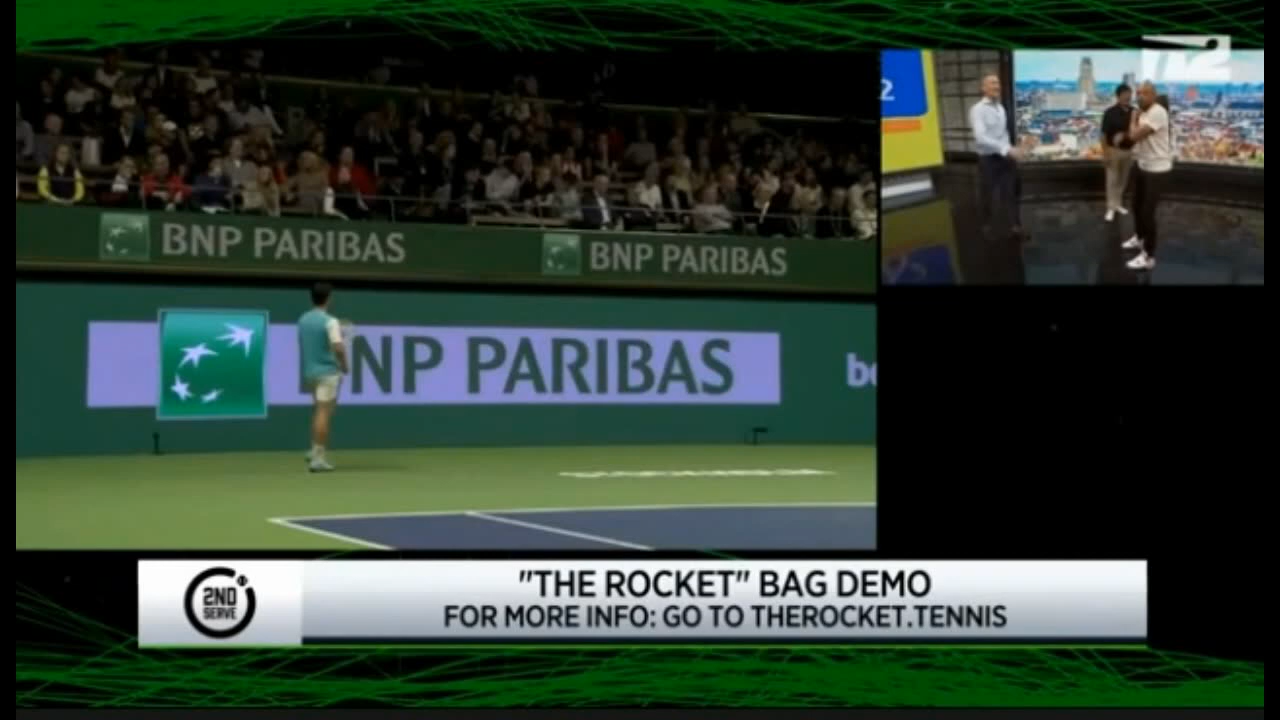 2
BNP PARIBAS
BNP PARIBAS
NP PARIBAS
2ND
SERVE
"THE ROCKET" BAG DEMO
FOR MORE INFO: GO TO THEROCKET.TENNIS